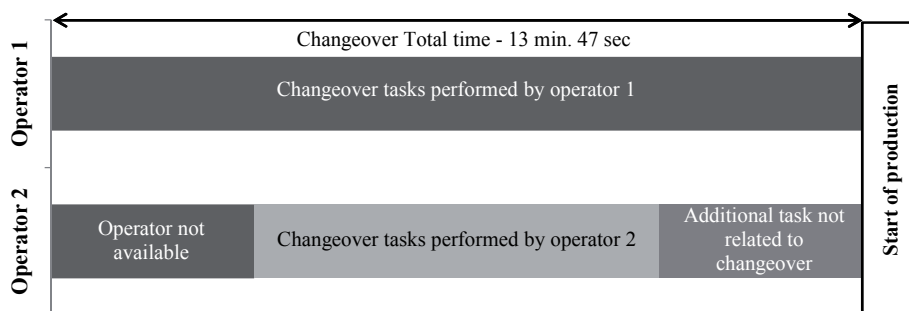 Operator 1
Changeover Total time - 13 min. 47 sec
Changeover tasks performed by operator 1
Operator 2
Operator not
available
Changeover tasks performed by operator 2
Additional task not
related to
changeover
Start of production